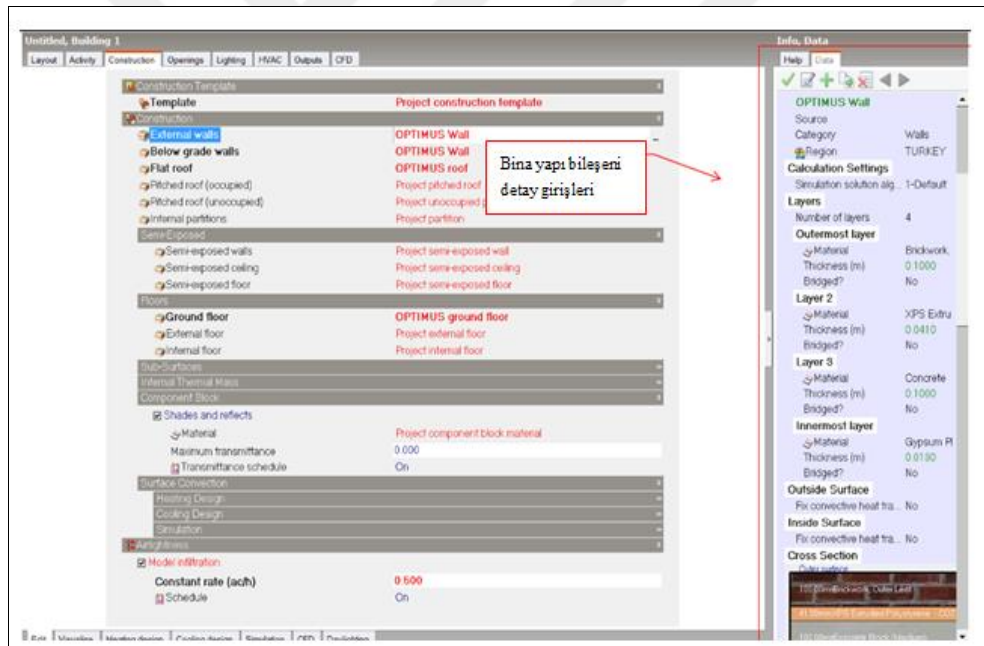 Untitled, Building 1
Layout Activity Construction Openings Lighting HVAC Outputs CFD
Construction Template
Template Project construction template
Construction
External walls OPTIMUS Wall
Below grade walls OPTIMUS Wall
Flat roof OPTIMUS roof
Pitched roof (occupied) Project pitched roof
Pitched roof (unoccupied) Project unoccupied
Internal partitions Project partition
Semi-Exposed
Semi-exposed walls Project semi-exposed wall
Semi-exposed ceiling Project semi-exposed ceiling
Semi-exposed floor Project semi-exposed floor
Floors
Ground floor OPTIMUS ground floor
External floor Project external floor
Internal floor Project internal floor
Sub-Surfaces
Internal Thermal Mass
Component Block
Shades and reflects
Material Project component block material
Maximum transmittance 0.000
Transmittance schedule On
Surface Convection
Heating Design
Cooling Design
Simulation
Airtightness
Model infiltration
Constant rate (ac/h) 0.500
Schedule On
Edit Visualise Heating design Cooling design Simulation CFD Daylighting
Bina yapı bileşeni
detay girişleri
Info, Data
Help Data
OPTIMUS Wall
Source
Category Walls
Region TURKEY
Calculation Settings
Simulation solution alg... 1-Default
Layers
Number of layers 4
Outermost layer
Material Brickwork,
Thickness (m) 0.1000
Bridged? No
Layer 2
Material XPS Extru
Thickness (m) 0.0410
Bridged? No
Layer 3
Material Concrete
Thickness (m) 0.1000
Bridged? No
Innermost layer
Material Gypsum Pl
Thickness (m)
Bridged? No
Outside Surface
Fix convective heat tra... No
Inside Surface
Fix convective heat tra... No
Cross Section
Outer surface